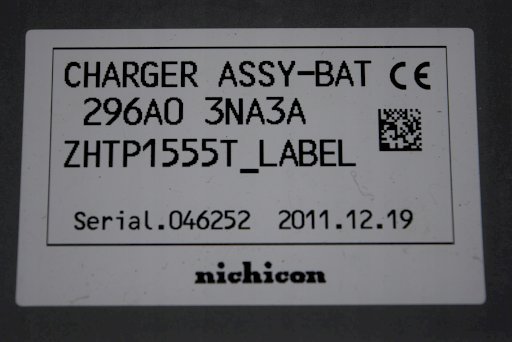 CHARGER ASSY-BAT CE
296A0 3NA3A
ZHTP1555T_LABEL
Serial.046252 2011.12.19
nichicon